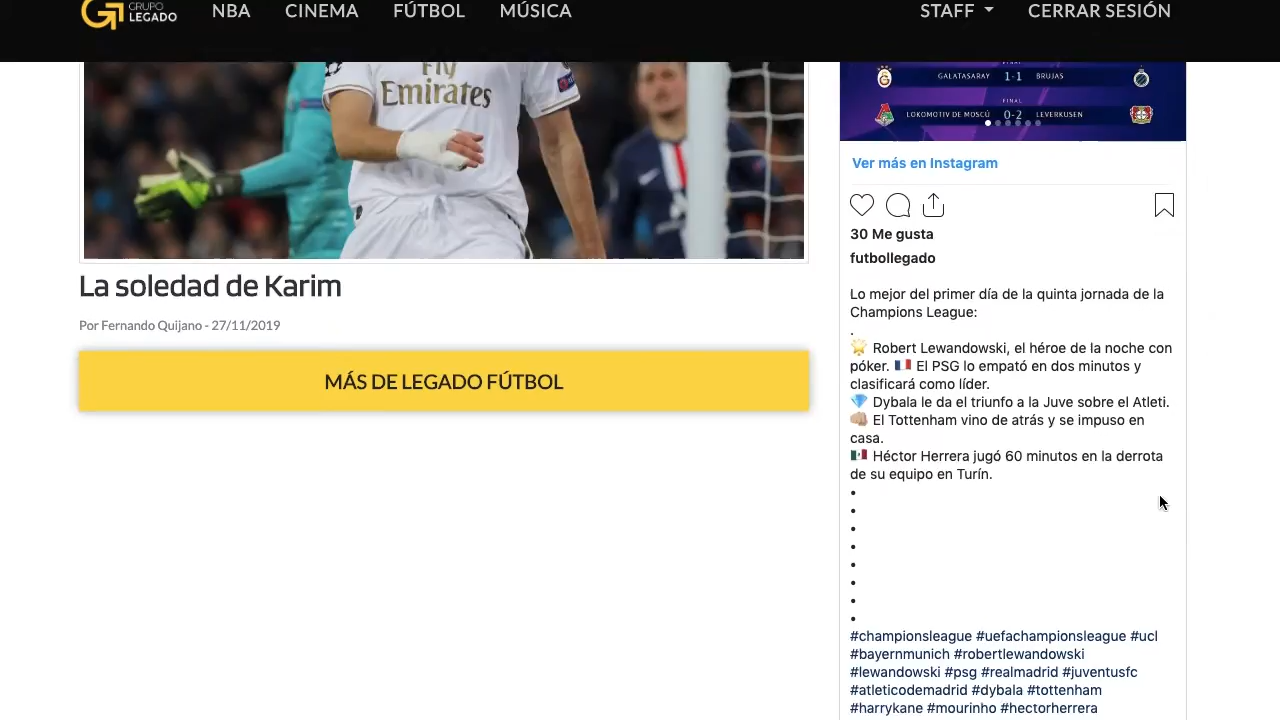 GRUPO
LEGADO
NBA
CINEMA
FÚTBOL
MÚSICA
STAFF
CERRAR SESIÓN
Fly
Emirates
La soledad de Karim
Por Fernando Quijano - 27/11/2019
MÁS DE LEGADO FÚTBOL
FINAL
GALATASARAY 1-1 BRUJAS
FINAL
LOKOMOTIV DE MOSCÚ 0-2 LEVERKUSEN
Ver más en Instagram
30 Me gusta
futbollegado
Lo mejor del primer día de la quinta jornada de la
Champions League:
.
🌟 Robert Lewandowski, el héroe de la noche con
póker. 🇫🇷 El PSG lo empató en dos minutos y
clasificará como líder.
💎 Dybala le da el triunfo a la Juve sobre el Atleti.
👊🏼 El Tottenham vino de atrás y se impuso en
casa.
🇲🇽 Héctor Herrera jugó 60 minutos en la derrota
de su equipo en Turín.
•
•
•
•
•
•
•
•
#championsleague #uefachampionsleague #ucl
#bayernmunich #robertlewandowski
#lewandowski #psg #realmadrid #juventusfc
#atleticodemadrid #dybala #tottenham
#harrykane #mourinho #hectorherrera